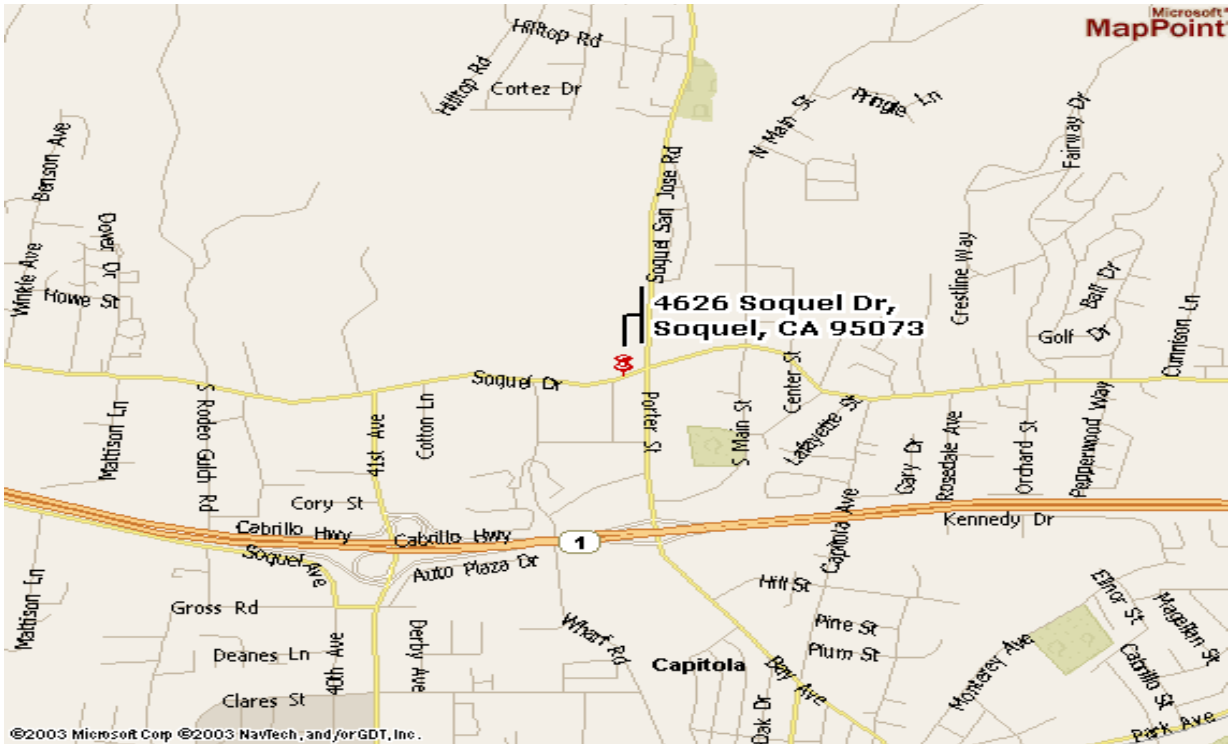 Microsoft®
MapPoint®
Hilltop Rd
Hilltop Rd
Cortez Dr
N Main St
Pringle Ln
Fairway Dr
Benson Ave
Dover Dr
Winkle Ave
Howe St
Soquel San Jose Rd
Crestline Way
Ball Dr
Golf Dr
Cunnison Ln
4626 Soquel Dr,
Soquel, CA 95073
Soquel Dr
Mattison Ln
S Rodeo Gulch Rd
41st Ave
Cotton Ln
Porter St
S Main St
Center St
Lafayette St
Gary Dr
Rosedale Ave
Orchard St
Pepperwood Way
Cory St
Cabrillo Hwy
Cabrillo Hwy
1
Capitola Ave
Kennedy Dr
Soquel Ave
Auto Plaza Dr
Mattison Ln
Gross Rd
40th Ave
Derby Ave
Deanes Ln
Clares St
Wharf Rd
Capitola
Bay Ave
Oak Dr
Hill St
Pine St
Plum St
Monterey Ave
Elinor St
Magellan St
Cabrillo St
Park Ave
©2003 Microsoft Corp ©2003 NavTech, and/or GDT, Inc.